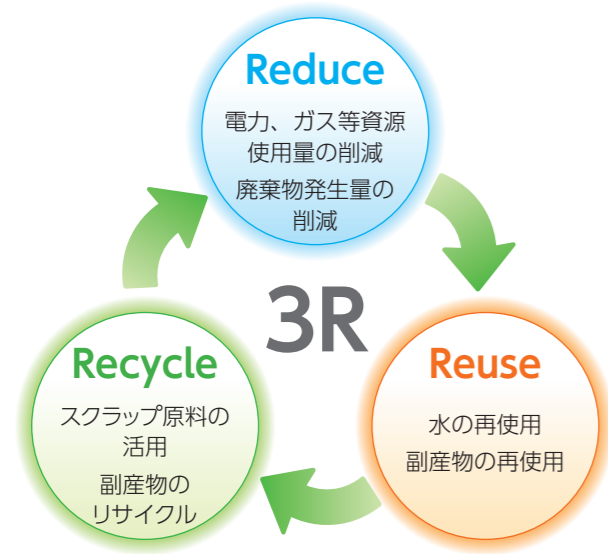 Reduce
電力、ガス等資源
使用量の削減
廃棄物発生量の
削減
3R
Recycle
スクラップ原料の
活用
副産物の
リサイクル
Reuse
水の再使用
副産物の再使用